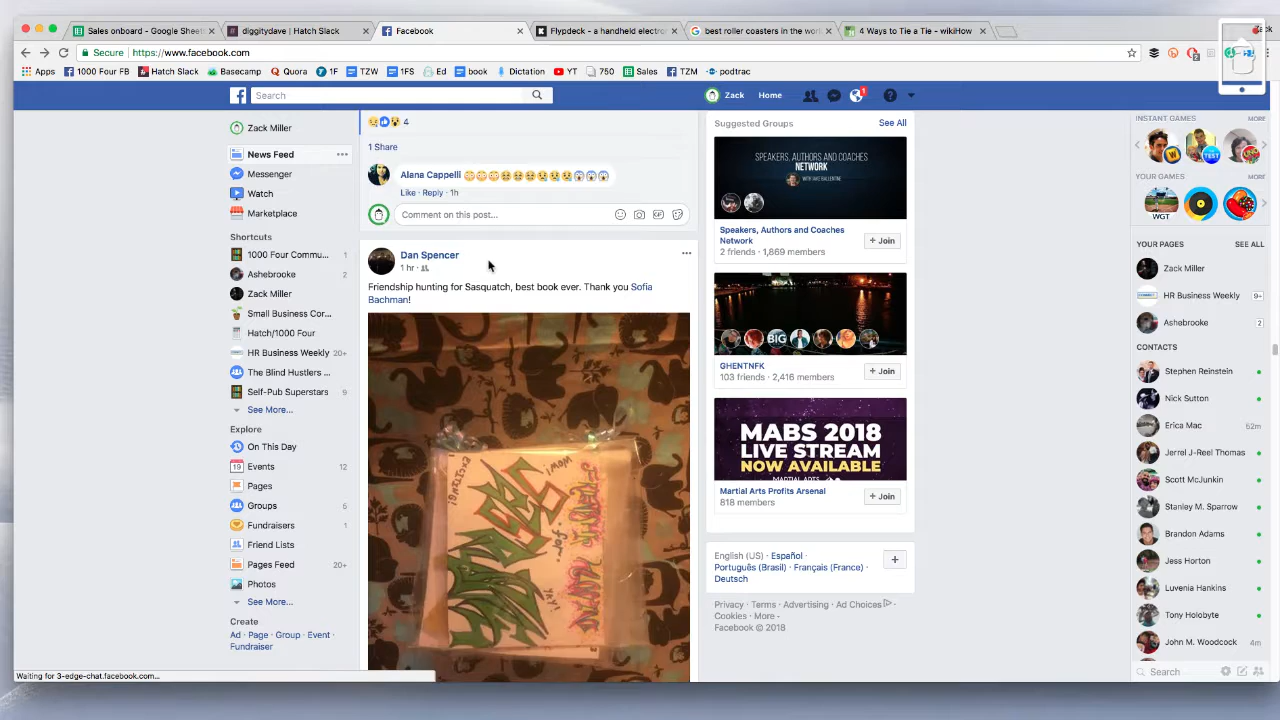 Sales onboard - Google Sheet
diggitydave | Hatch Slack
Facebook
Flypdeck - a handheld electro
best roller coasters in the wo
4 Ways to Tie a Tie - wikiHow
Secure
https://www.facebook.com
Apps
1000 Four FB
Hatch Slack
Basecamp
Quora
1F
TZW
1FS
Ed
book
Dictation
YT
750
Sales
TZM
podtrac
Search
Zack
Home
1
Zack Miller
News Feed
Messenger
Watch
Marketplace
Shortcuts
1000 Four Commu...
1
Ashebrooke
2
Zack Miller
Small Business Cor...
Hatch/1000 Four
HR Business Weekly 20+
The Blind Hustlers ...
Self-Pub Superstars 9
See More...
Explore
On This Day
Events 12
Pages
Groups 5
Fundraisers 1
Friend Lists
Pages Feed 20+
Photos
See More...
Create
Ad · Page · Group · Event ·
Fundraiser
4
1 Share
Alana Cappelli
Like · Reply · 1h
Comment on this post...
GIF
Dan Spencer
1 hr ·
Friendship hunting for Sasquatch, best book ever. Thank you Sofia
Bachman!
Suggested Groups
See All
SPEAKERS, AUTHORS AND COACHES
NETWORK
Speakers, Authors and Coaches
Network
2 friends · 1,869 members
+ Join
BIG
GHENTNFK
103 friends · 2,416 members
+ Join
MABS 2018
LIVE STREAM
NOW AVAILABLE
Martial Arts Profits Arsenal
818 members
+ Join
English (US) · Español ·
Português (Brasil) · Français (France) ·
Deutsch
Privacy · Terms · Advertising · Ad Choices ·
Cookies · More
Facebook © 2018
INSTANT GAMES
MORE
YOUR GAMES
MORE
WGT
YOUR PAGES
SEE ALL
Zack Miller
HR Business Weekly 9+
Ashebrooke 2
CONTACTS
Stephen Reinstein
Nick Sutton
Erica Mac 52m
Jerrel J-Reel Thomas
Scott McJunkin
Stanley M. Sparrow
Brandon Adams
Jess Horton
Luvenia Hankins
Tony Holobyte
John M. Woodcock 4m
Search
Waiting for 3-edge-chat.facebook.com...